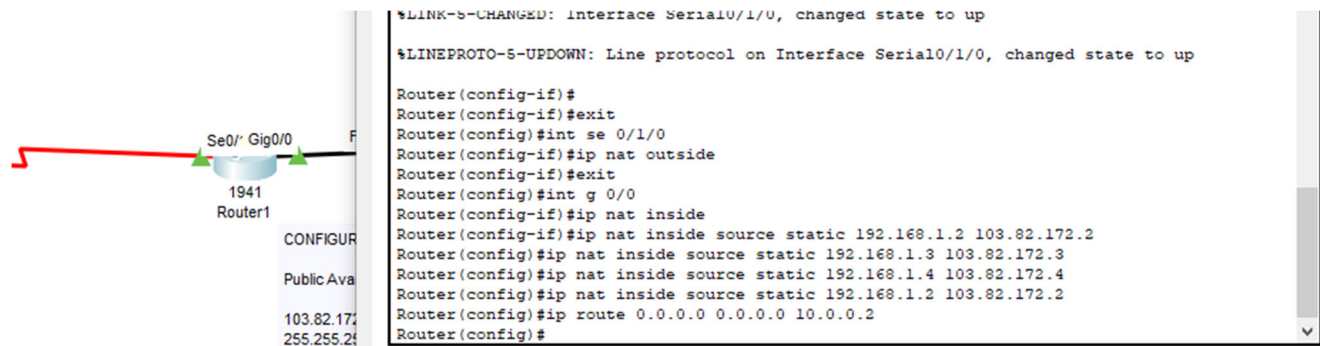 %LINK-5-CHANGED: Interface Serial0/1/0, changed state to up
%LINEPROTO-5-UPDOWN: Line protocol on Interface Serial0/1/0, changed state to up
Router(config-if)#
Router(config-if)#exit
Router(config)#int se 0/1/0
Router(config-if)#ip nat outside
Router(config-if)#exit
Router(config)#int g 0/0
Router(config-if)#ip nat inside
Router(config-if)#ip nat inside source static 192.168.1.2 103.82.172.2
Router(config)#ip nat inside source static 192.168.1.3 103.82.172.3
Router(config)#ip nat inside source static 192.168.1.4 103.82.172.4
Router(config)#ip nat inside source static 192.168.1.2 103.82.172.2
Router(config)#ip route 0.0.0.0 0.0.0.0 10.0.0.2
Router(config)#
Se0/ Gig0/0 F
1941
Router1
CONFIGUR
Public Ava
103.82.172
255.255.25